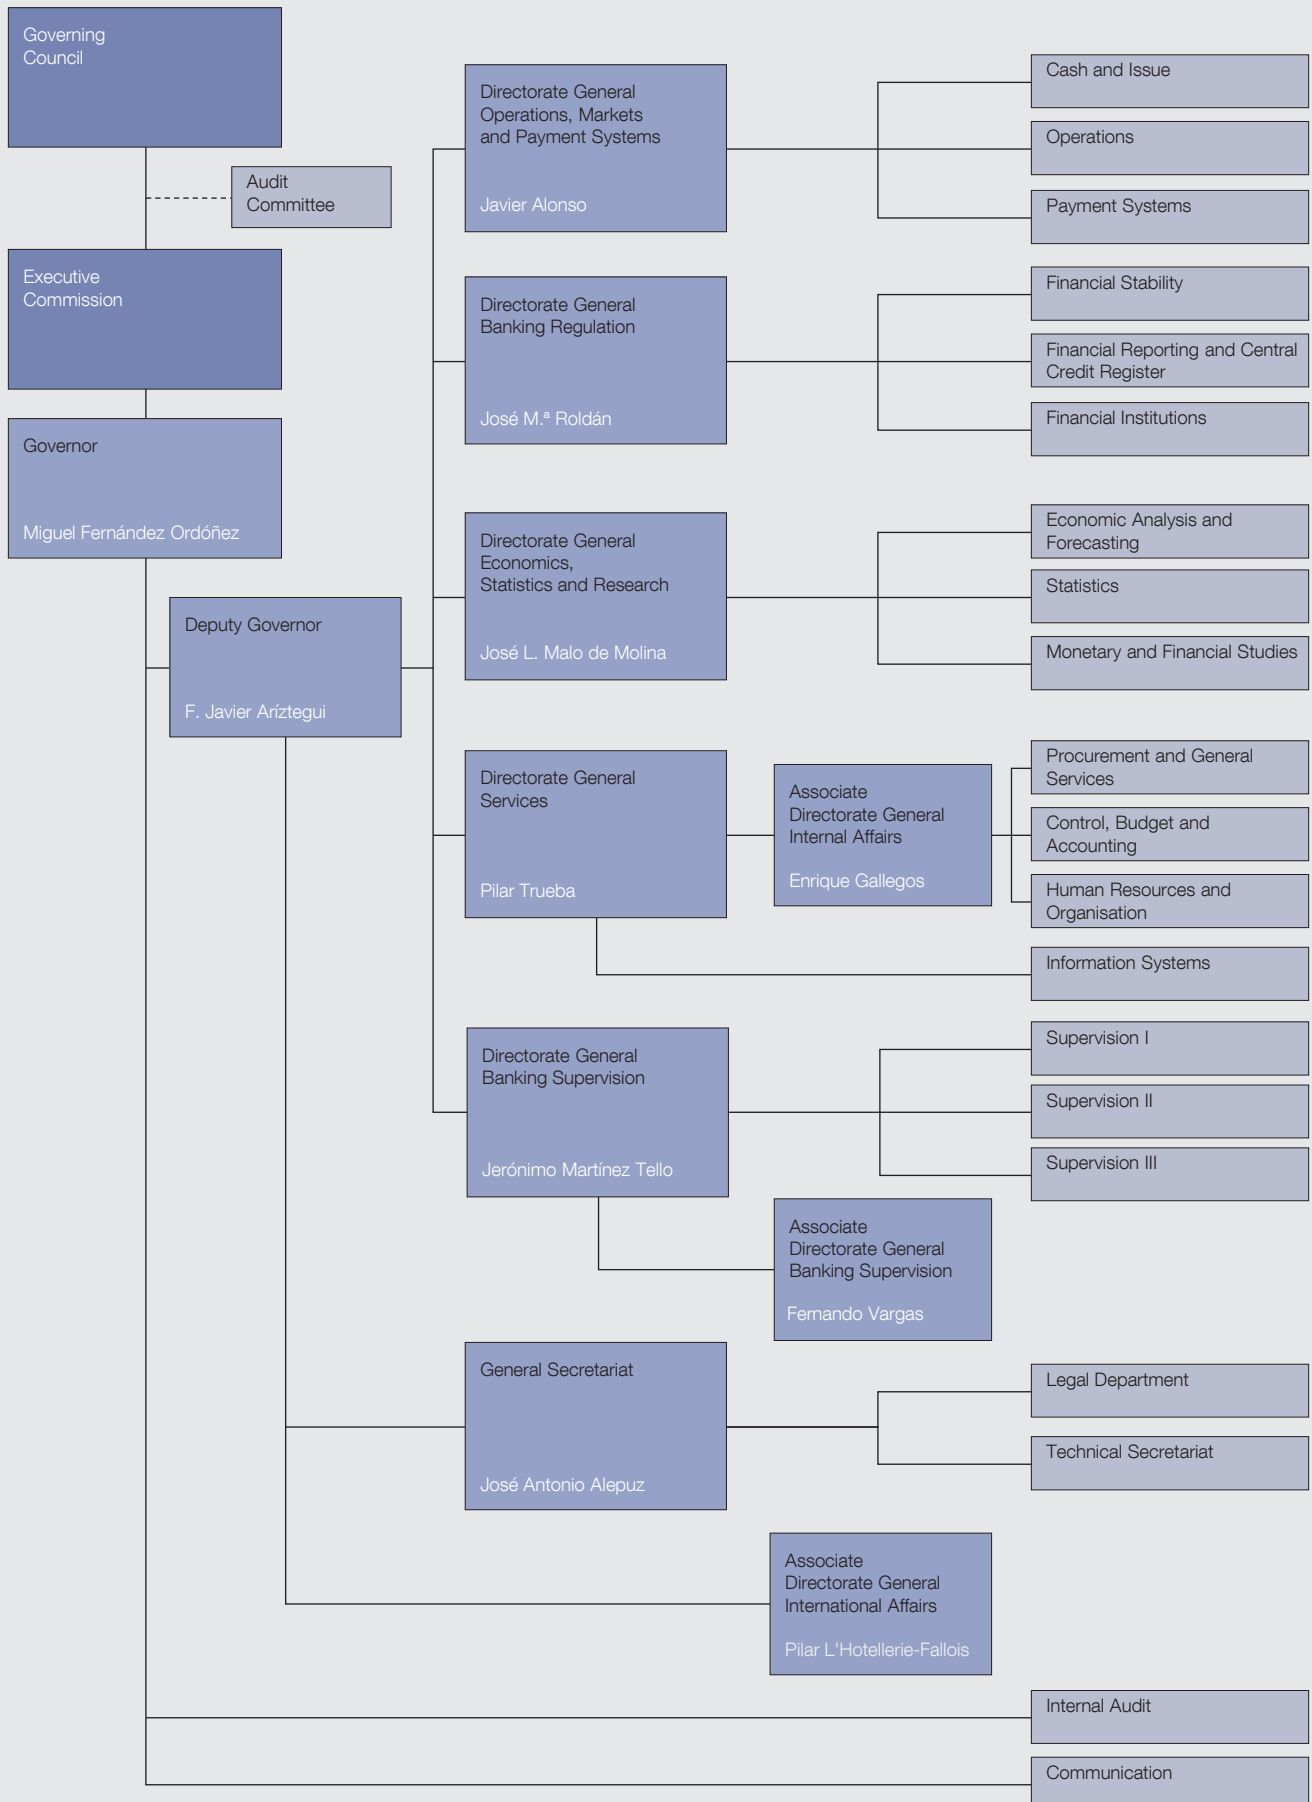 Governing
Council
Audit
Committee
Executive
Commission
Governor
Miguel Fernández Ordóñez
Deputy Governor
F. Javier Aríztegui
Directorate General
Operations, Markets
and Payment Systems
Javier Alonso
Cash and Issue
Operations
Payment Systems
Directorate General
Banking Regulation
José M.ª Roldán
Financial Stability
Financial Reporting and Central
Credit Register
Financial Institutions
Directorate General
Economics,
Statistics and Research
José L. Malo de Molina
Economic Analysis and
Forecasting
Statistics
Monetary and Financial Studies
Directorate General
Services
Pilar Trueba
Associate
Directorate General
Internal Affairs
Enrique Gallegos
Procurement and General
Services
Control, Budget and
Accounting
Human Resources and
Organisation
Information Systems
Directorate General
Banking Supervision
Jerónimo Martínez Tello
Supervision I
Supervision II
Supervision III
Associate
Directorate General
Banking Supervision
Fernando Vargas
General Secretariat
José Antonio Alepuz
Legal Department
Technical Secretariat
Associate
Directorate General
International Affairs
Pilar L'Hotellerie-Fallois
Internal Audit
Communication